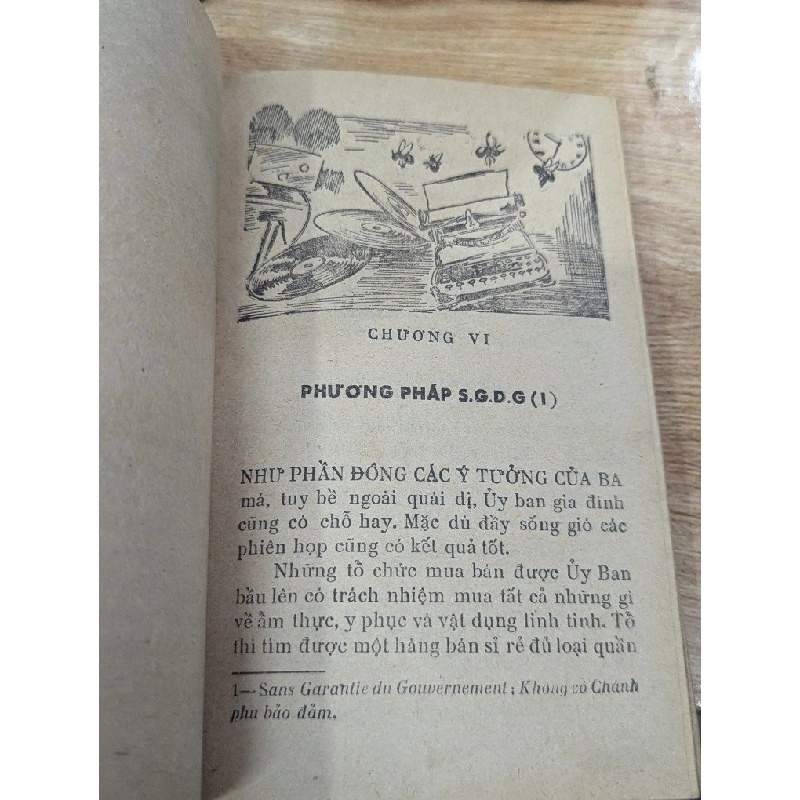 CHƯƠNG VI
PHƯƠNG PHÁP S.G.D.G (1)
NHƯ PHẦN ĐÔNG CÁC Ý TƯỞNG CỦA BA
má, tuy bề ngoài quái dị, Ủy ban gia đình
cũng có chỗ hay. Mặc dù đầy sóng gió các
phiên họp cũng có kết quả tốt.
Những tổ chức mua bán được Ủy Ban
bầu lên có trách nhiệm mua tất cả những gì
về ẩm thực, y phục và vật dụng linh tinh. Tổ
thì tìm được một hảng bán sỉ rẻ đủ loại quần
1— Sans Garantie du Gouvernement ; Không có Chánh
phu bảo đảm.